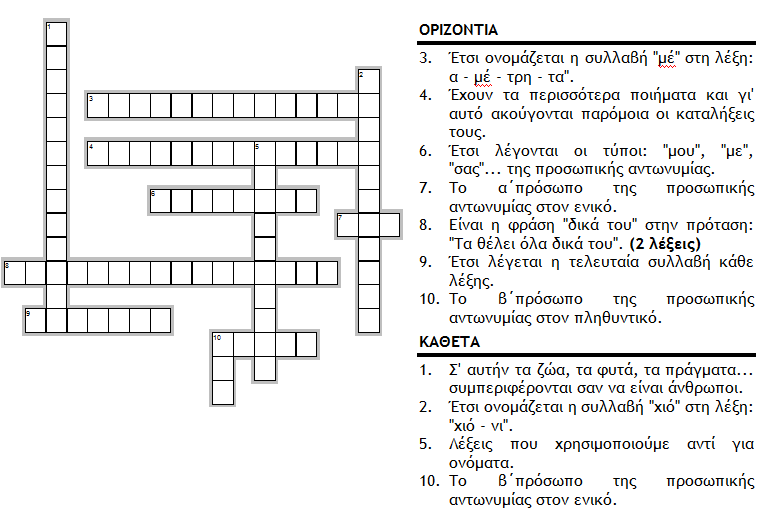 1
2
3
4
5
6
7
8
9
10
ΟΡΙΖΟΝΤΙΑ
3. Έτσι ονομάζεται η συλλαβή "μέ" στη λέξη:
α - μέ - τρη - τα".
4. Έχουν τα περισσότερα ποιήματα και γι'
αυτό ακούγονται παρόμοια οι καταλήξεις
τους.
6. Έτσι λέγονται οι τύποι: "μου", "με",
"σας"... της προσωπικής αντωνυμίας.
7. Το α΄πρόσωπο της προσωπικής
αντωνυμίας στον ενικό.
8. Είναι η φράση "δικά του" στην πρόταση:
"Τα θέλει όλα δικά του". (2 λέξεις)
9. Έτσι λέγεται η τελευταία συλλαβή κάθε
λέξης.
10. Το β΄πρόσωπο της προσωπικής
αντωνυμίας στον πληθυντικό.
ΚΑΘΕΤΑ
1. Σ' αυτήν τα ζώα, τα φυτά, τα πράγματα...
συμπεριφέρονται σαν να είναι άνθρωποι.
2. Έτσι ονομάζεται η συλλαβή "χιό" στη λέξη:
"χιό - νι".
5. Λέξεις που χρησιμοποιούμε αντί για
ονόματα.
10. Το β΄πρόσωπο της προσωπικής
αντωνυμίας στον ενικό.